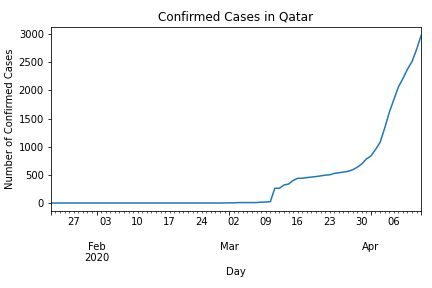 Confirmed Cases in Qatar
Number of Confirmed Cases
3000
2500
2000
1500
1000
500
0
27 03 10 17 24 02 09 16 23 30 06
Feb Mar Apr
2020
Day